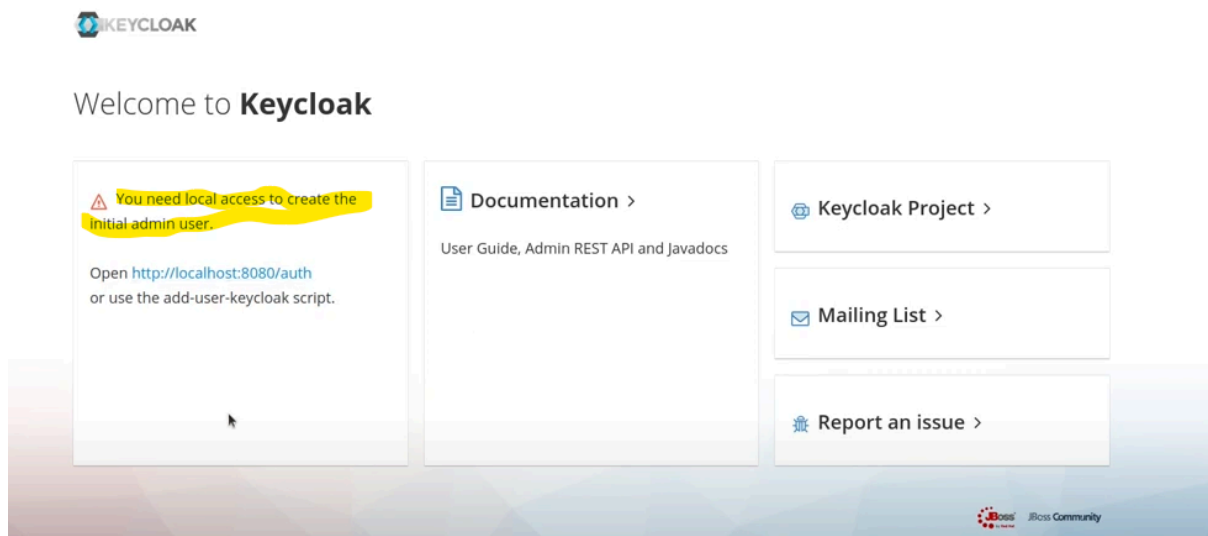 KEYCLOAK
Welcome to Keycloak
You need local access to create the
initial admin user.
Open http://localhost:8080/auth
or use the add-user-keycloak script.
Documentation >
User Guide, Admin REST API and Javadocs
Keycloak Project >
Mailing List >
Report an issue >
JBoss
JBoss Community